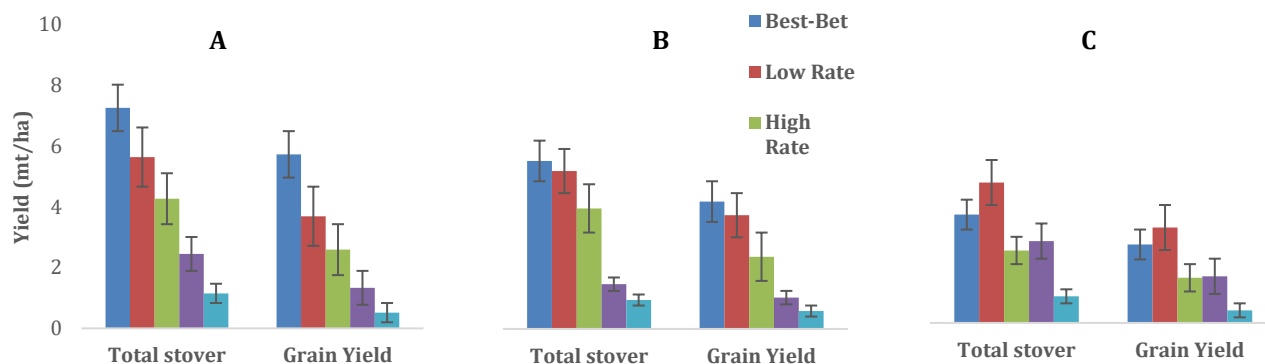 10
8
6
4
2
0
Yield (mt/ha)
A
Total stover
Grain Yield
B
Total stover
Grain Yield
Best-Bet
Low Rate
High
Rate
C
Total stover
Grain Yield